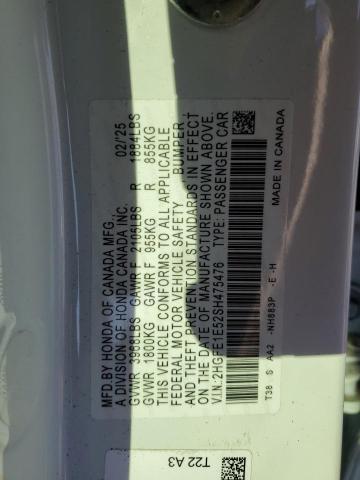 MFD.BY HONDA OF CANADA MFG.,
A DIVISION OF HONDA CANADA INC. 02/'25
GVWR 3968LBS GAWR F 2105LBS R 1884LBS
GVWR 1800KG GAWR F 955KG R 855KG
THIS VEHICLE CONFORMS TO ALL APPLICABLE
FEDERAL MOTOR VEHICLE SAFETY BUMPER,
AND THEFT PREVENTION STANDARDS IN EFFECT
ON THE DATE OF MANUFACTURE SHOWN ABOVE.
V.I.N.: 2HGFE1E52SH475476 TYPE: PASSENGER CAR
T38 S AA2 -NH883P -E -H
MADE IN CANADA
T22 A3